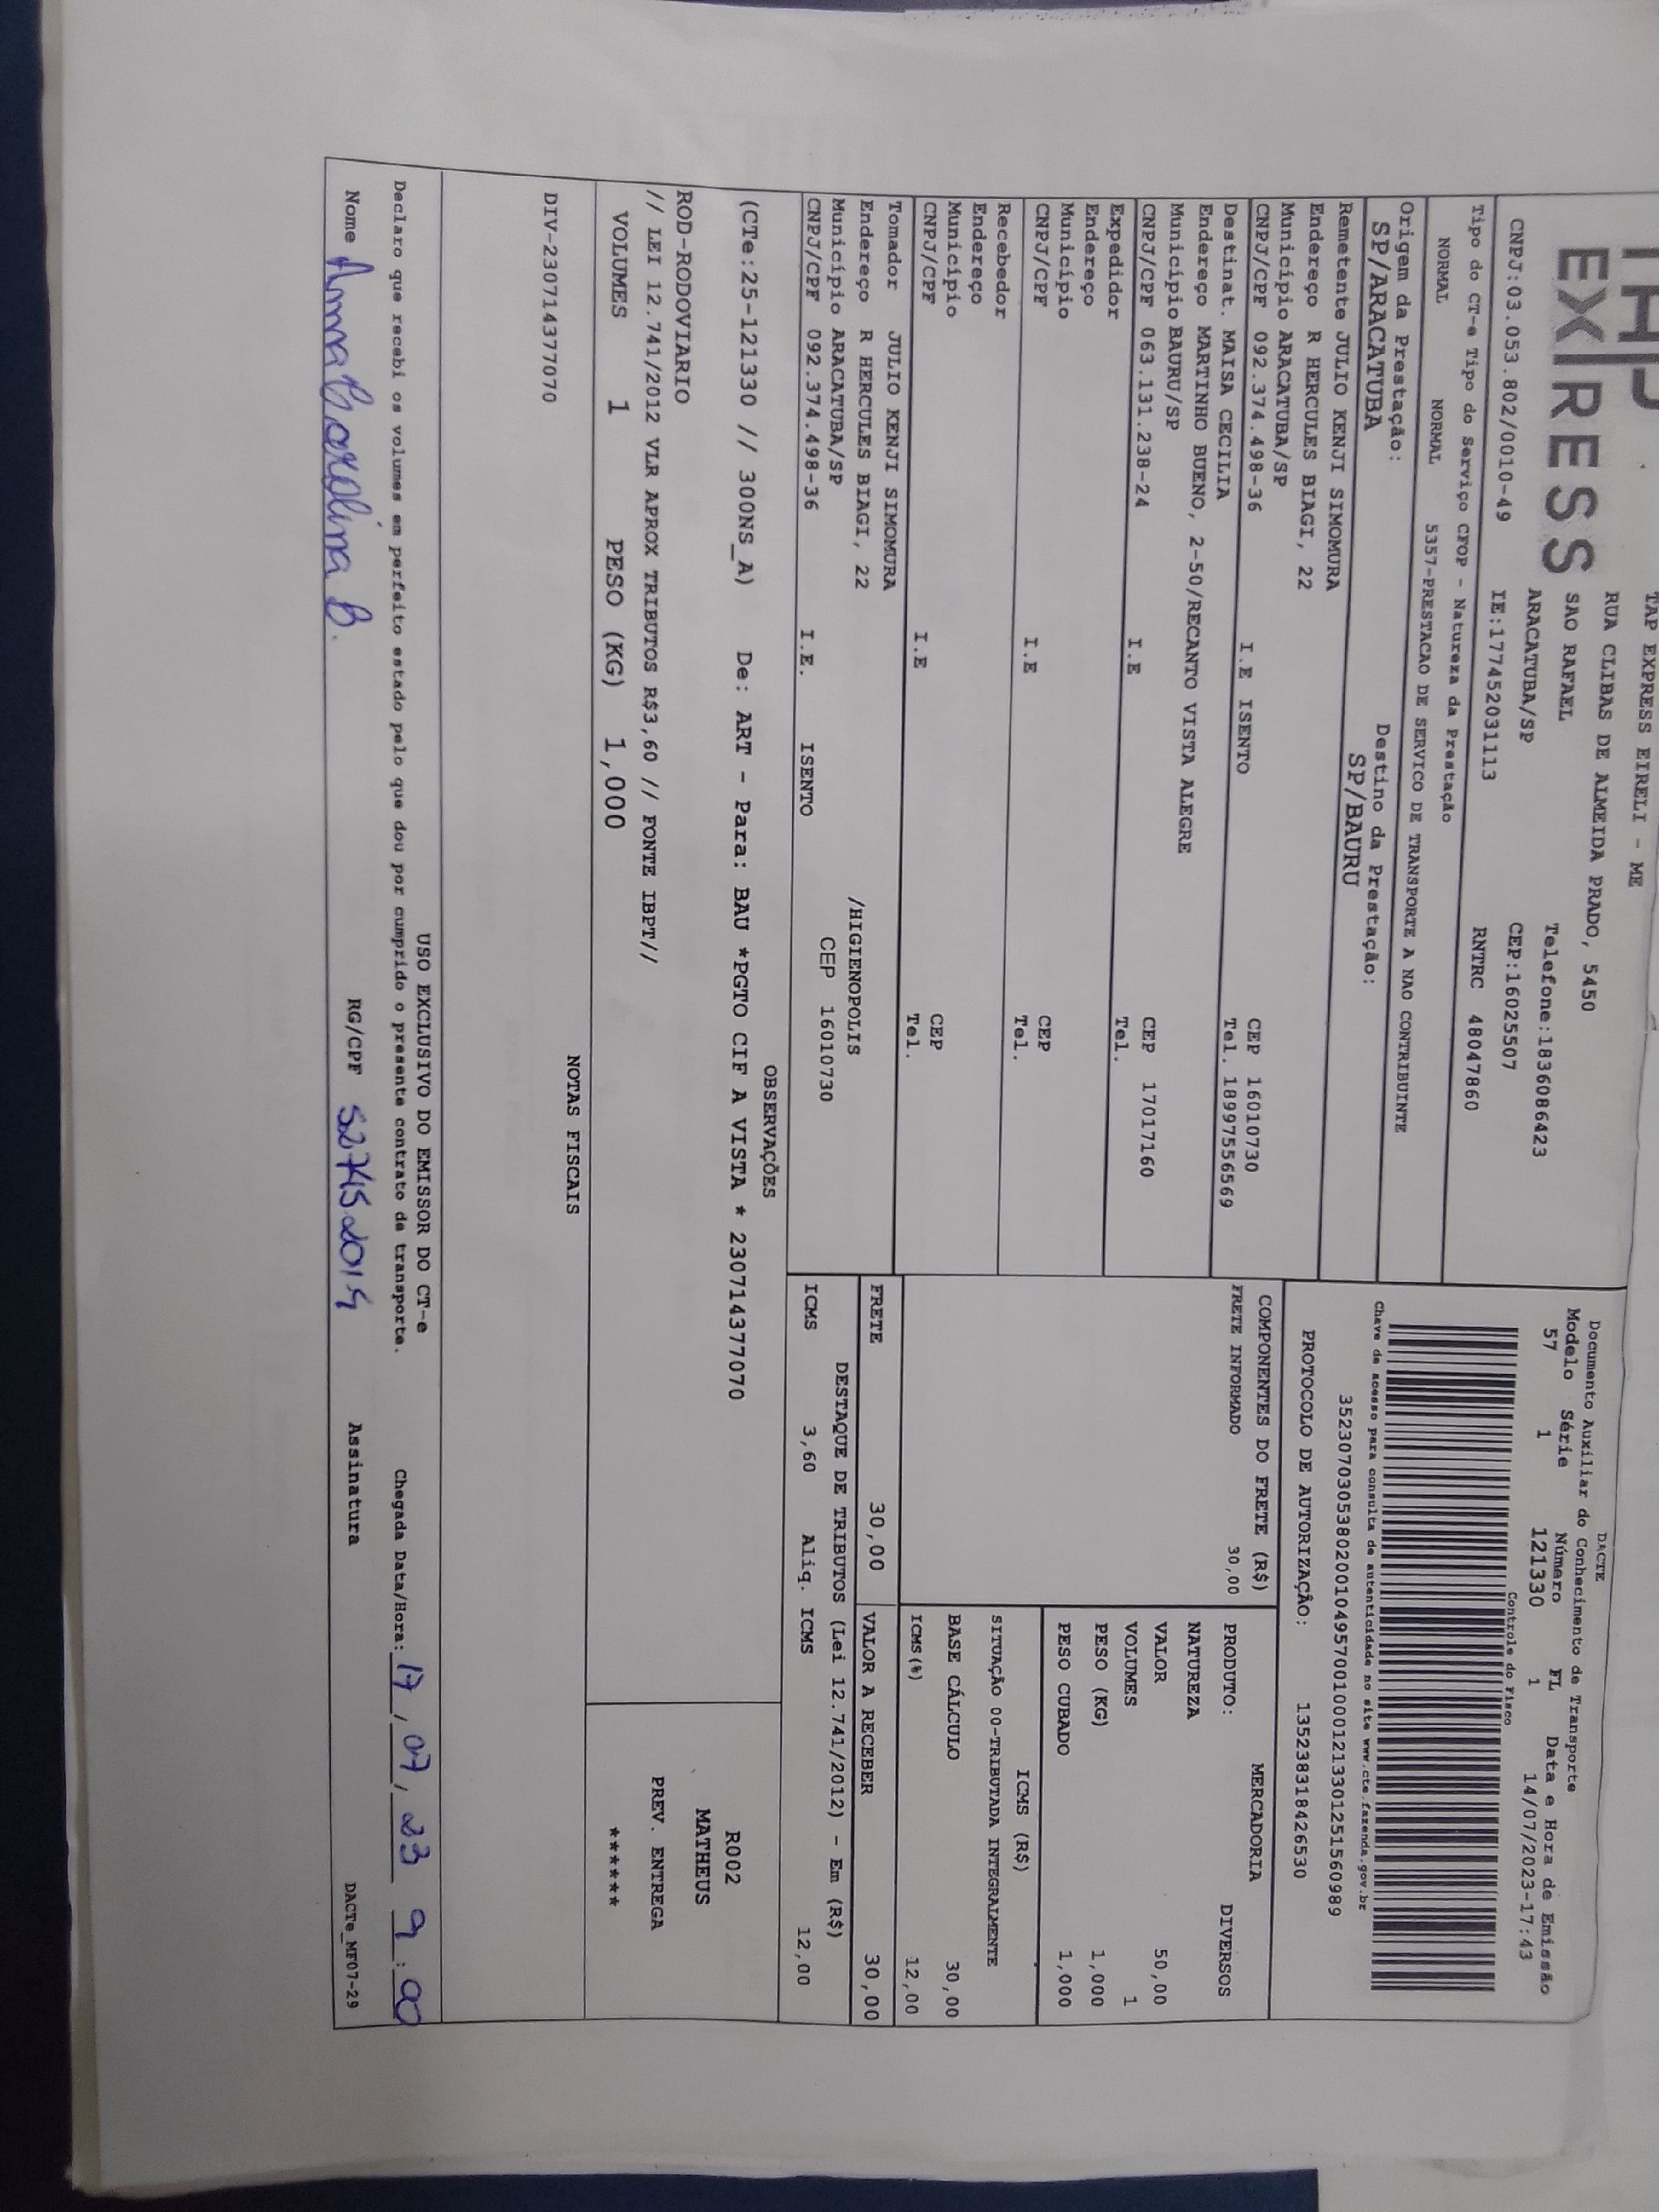 EXPRESS
TAP EXPRESS EIRELI - ME
RUA CLIBAS DE ALMEIDA PRADO, 5450
SAO RAFAEL Telefone:1836086423
ARACATUBA/SP CEP:16025507
CNPJ:03.053.802/0010-49 IE:177452031113 RNTRC 48047860
Tipo do CT-e Tipo do Serviço CFOP - Natureza da Prestação
NORMAL NORMAL 5357-PRESTACAO DE SERVICO DE TRANSPORTE A NAO CONTRIBUINTE
Origem da Prestação: Destino da Prestação:
SP/ARACATUBA SP/BAURU
DACTE
Documento Auxiliar do Conhecimento de Transporte
Modelo Série Número FL Data e Hora de Emissão
57 1 121330 1 14/07/2023-17:43
Controle do Fisco
Chave de acesso para consulta de autenticidade no site www.cte.fazenda.gov.br
35230703053802001049570010001213301251560989
PROTOCOLO DE AUTORIZAÇÃO: 135238318426530
Remetente JULIO KENJI SIMOMURA
Endereço R HERCULES BIAGI, 22
Município ARACATUBA/SP CEP 16010730
CNPJ/CPF 092.374.498-36 I.E ISENTO Tel. 18997556569
Destinat. MAISA CECILIA
Endereço MARTINHO BUENO, 2-50/RECANTO VISTA ALEGRE
Município BAURU/SP CEP 17017160
CNPJ/CPF 063.131.238-24 I.E Tel.
Expedidor
Endereço
Município CEP
CNPJ/CPF I.E Tel.
Recebedor
Endereço
Município CEP
CNPJ/CPF I.E Tel.
Tomador JULIO KENJI SIMOMURA
Endereço R HERCULES BIAGI, 22 /HIGIENOPOLIS
Município ARACATUBA/SP CEP 16010730
CNPJ/CPF 092.374.498-36 I.E. ISENTO
COMPONENTES DO FRETE (R$)
FRETE INFORMADO 30,00
MERCADORIA
PRODUTO: DIVERSOS
NATUREZA
VALOR 50,00
VOLUMES 1
PESO (KG) 1,000
PESO CUBADO 1,000
ICMS (R$)
SITUAÇÃO 00-TRIBUTADA INTEGRALMENTE
BASE CÁLCULO 30,00
ICMS(%) 12,00
FRETE 30,00 VALOR A RECEBER 30,00
DESTAQUE DE TRIBUTOS (Lei 12.741/2012) - Em (R$)
ICMS 3,60 Aliq. ICMS 12,00
OBSERVAÇÕES
(CTe:25-121330 // 300NS_A) De: ART - Para: BAU *PGTO CIF A VISTA * 230714377070
ROD-RODOVIARIO
// LEI 12.741/2012 VLR APROX TRIBUTOS R$3,60 // FONTE IBPT//
R002
MATHEUS
VOLUMES 1 PESO (KG) 1,000
PREV. ENTREGA
******
NOTAS FISCAIS
DIV-230714377070
USO EXCLUSIVO DO EMISSOR DO CT-e
Declaro que recebi os volumes em perfeito estado pelo que dou por cumprido o presente contrato de transporte. Chegada Data/Hora: 17/07/23 9:00
Nome Anna Carolina B. RG/CPF Assinatura DACTe_MF07-29